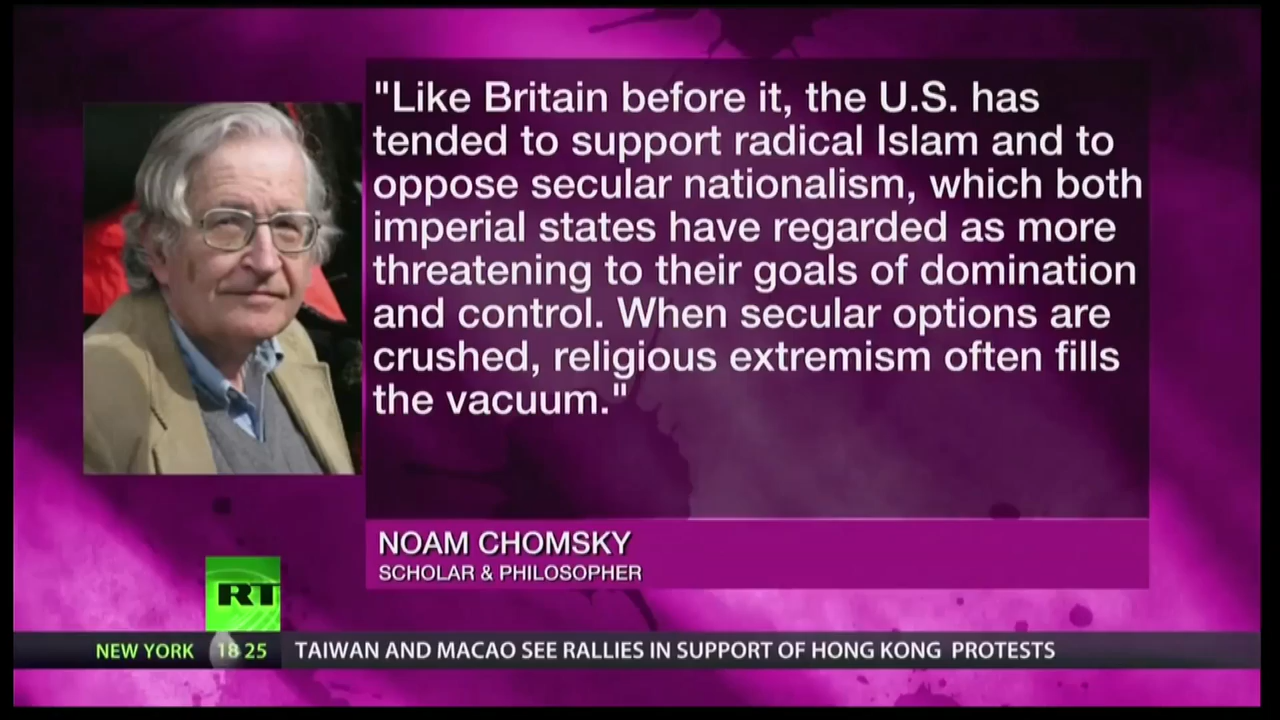 "Like Britain before it, the U.S. has
tended to support radical Islam and to
oppose secular nationalism, which both
imperial states have regarded as more
threatening to their goals of domination
and control. When secular options are
crushed, religious extremism often fills
the vacuum."
NOAM CHOMSKY
SCHOLAR & PHILOSOPHER
RT
NEW YORK 18 25 TAIWAN AND MACAO SEE RALLIES IN SUPPORT OF HONG KONG PROTESTS